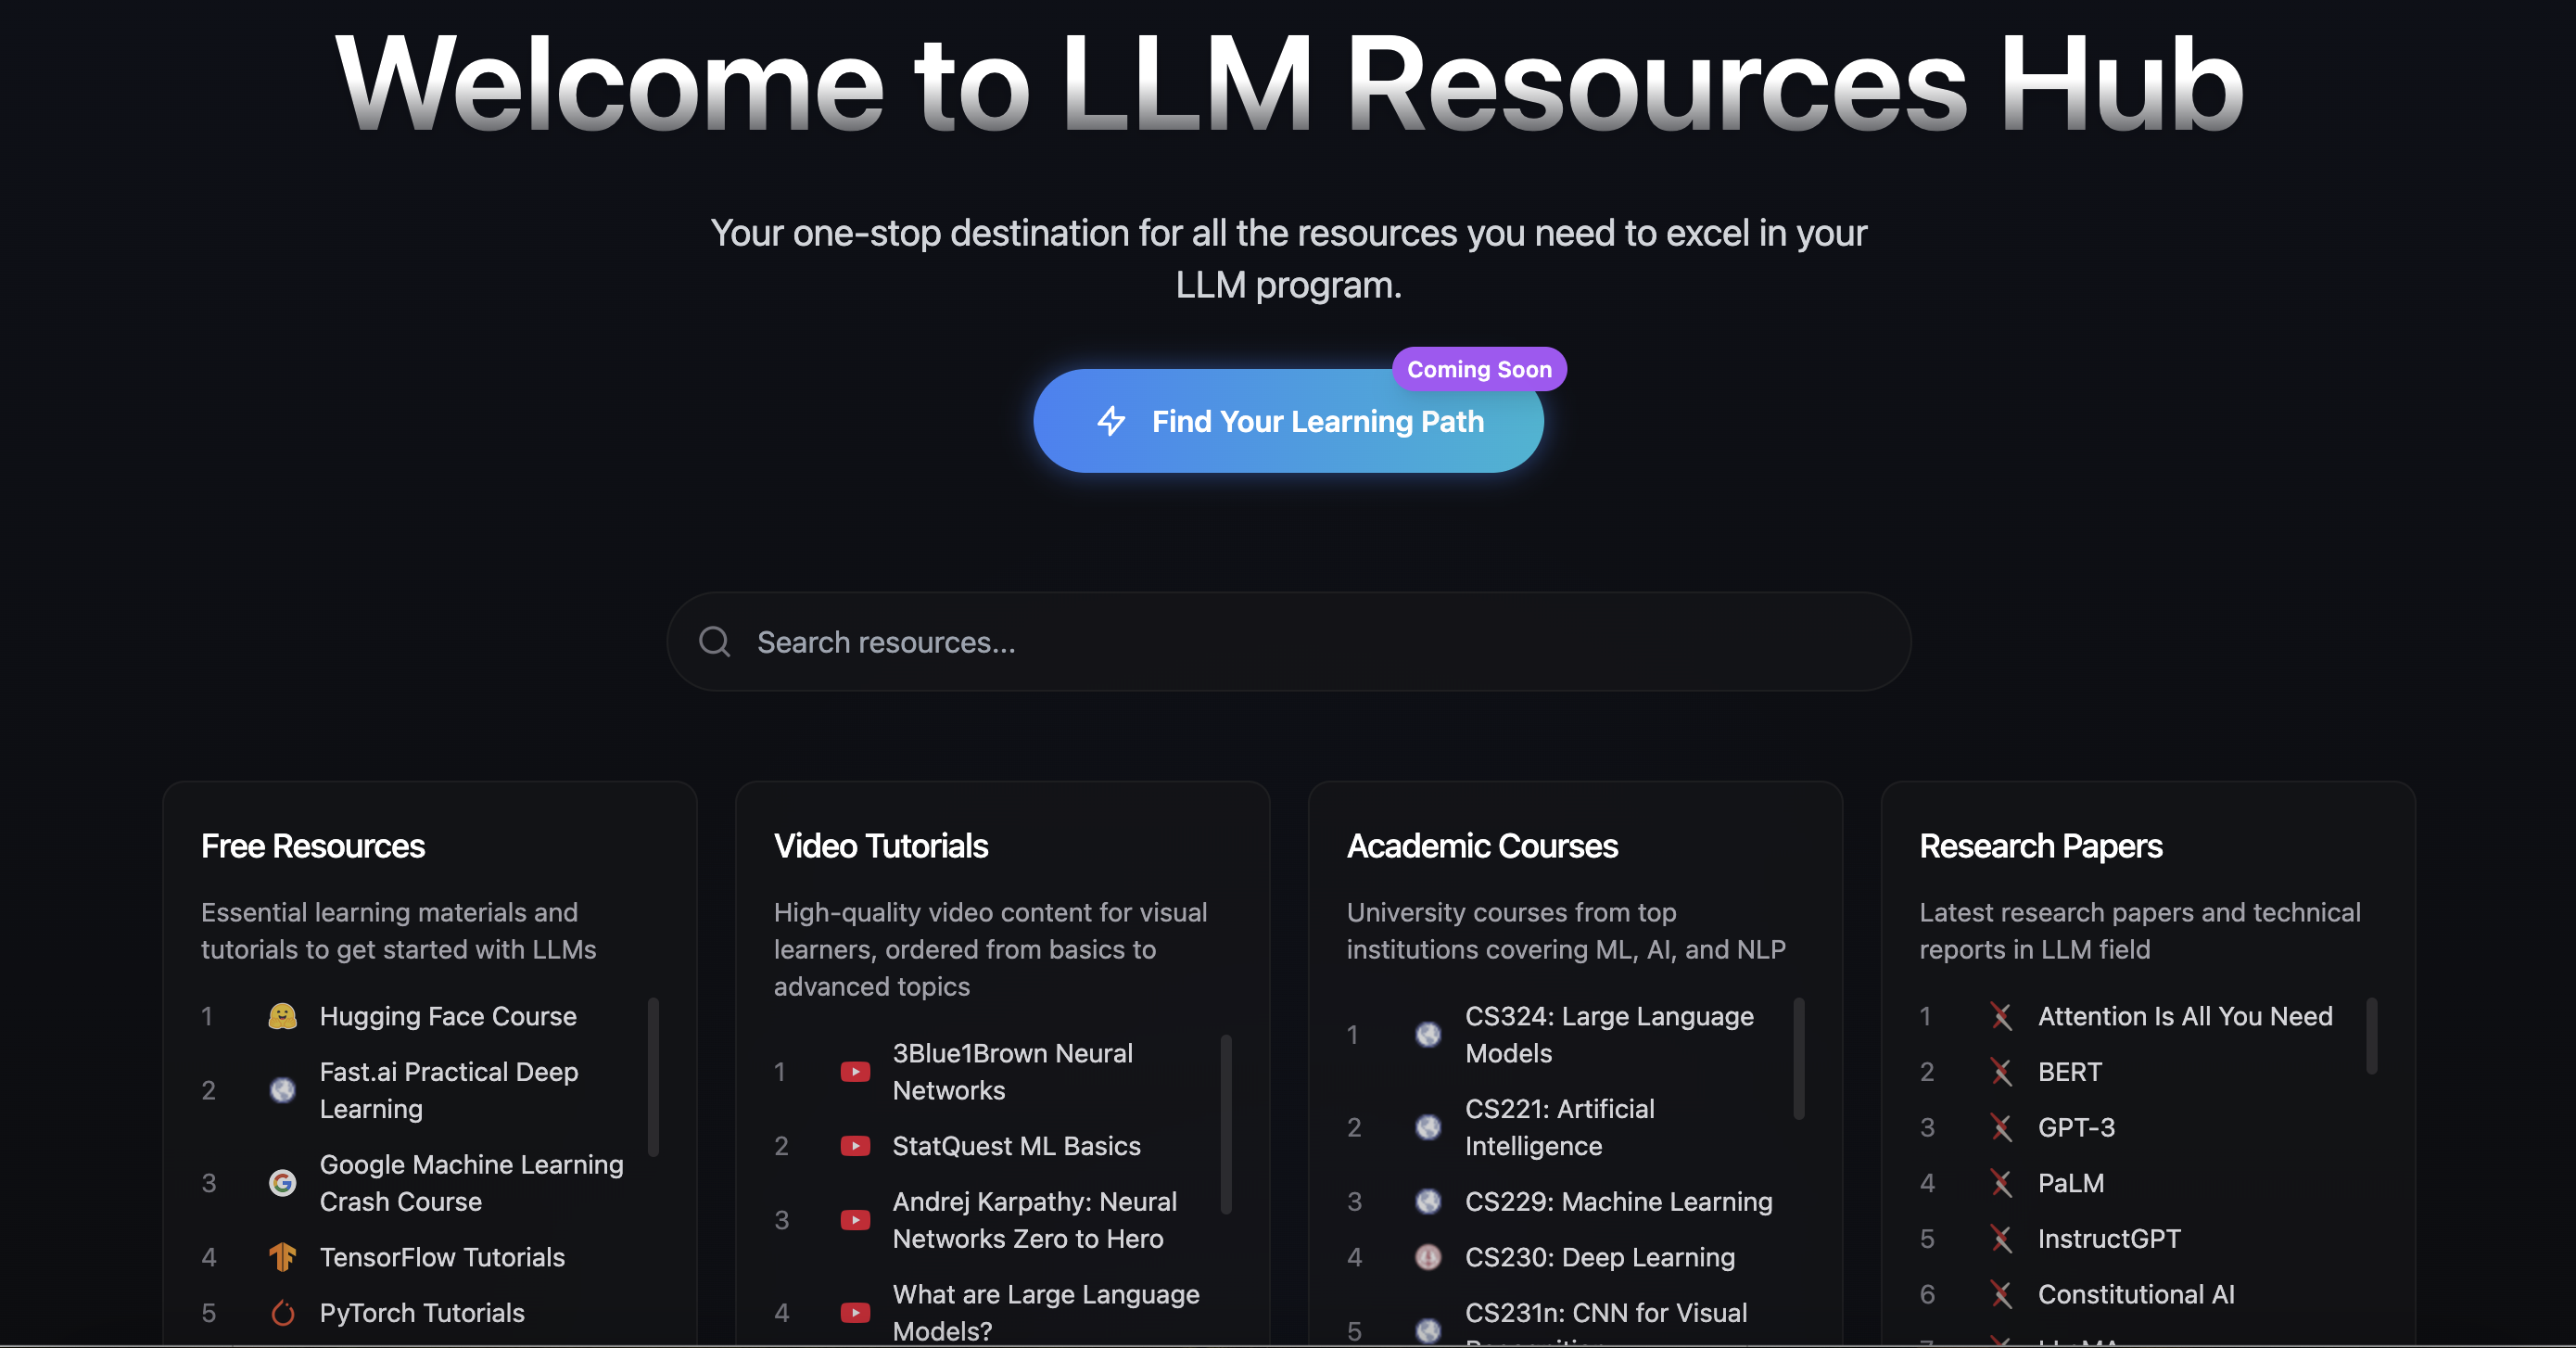 Welcome to LLM Resources Hub
Your one-stop destination for all the resources you need to excel in your
LLM program.
Coming Soon
Find Your Learning Path
Search resources...
Free Resources
Essential learning materials and
tutorials to get started with LLMs
1 Hugging Face Course
2 Fast.ai Practical Deep
Learning
3 Google Machine Learning
Crash Course
4 TensorFlow Tutorials
5 PyTorch Tutorials
Video Tutorials
High-quality video content for visual
learners, ordered from basics to
advanced topics
1 3Blue1Brown Neural
Networks
2 StatQuest ML Basics
3 Andrej Karpathy: Neural
Networks Zero to Hero
4 What are Large Language
Models?
Academic Courses
University courses from top
institutions covering ML, AI, and NLP
1 CS324: Large Language
Models
2 CS221: Artificial
Intelligence
3 CS229: Machine Learning
4 CS230: Deep Learning
5 CS231n: CNN for Visual
Research Papers
Latest research papers and technical
reports in LLM field
1 Attention Is All You Need
2 BERT
3 GPT-3
4 PaLM
5 InstructGPT
6 Constitutional AI